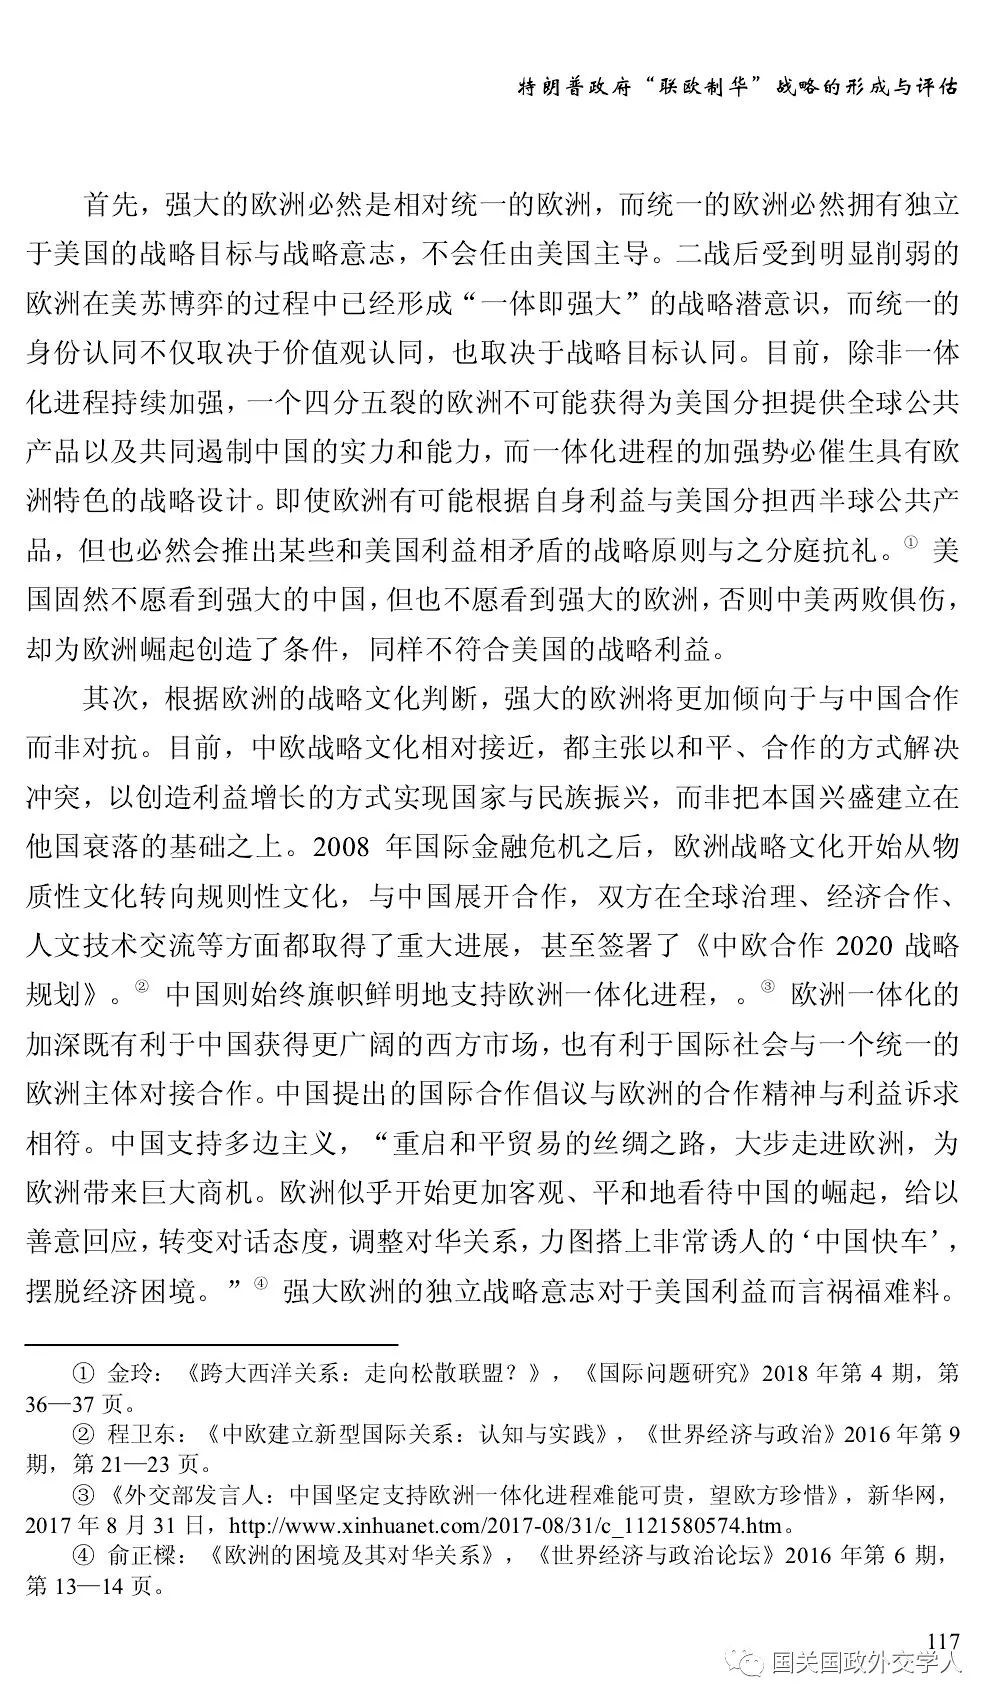 特朗普政府“联欧制华”战略的形成与评估
首先，强大的欧洲必然是相对统一的欧洲，而统一的欧洲必然拥有独立
于美国的战略目标与战略意志，不会任由美国主导。二战后受到明显削弱的
欧洲在美苏博弈的过程中已经形成“一体即强大”的战略潜意识，而统一的
身份认同不仅取决于价值观认同，也取决于战略目标认同。目前，除非一体
化进程持续加强，一个四分五裂的欧洲不可能获得为美国分担提供全球公共
产品以及共同遏制中国的实力和能力，而一体化进程的加强势必催生具有欧
洲特色的战略设计。即使欧洲有可能根据自身利益与美国分担西半球公共产
品，但也必然会推出某些和美国利益相矛盾的战略原则与之分庭抗礼。① 美
国固然不愿看到强大的中国，但也不愿看到强大的欧洲，否则中美两败俱伤，
却为欧洲崛起创造了条件，同样不符合美国的战略利益。
其次，根据欧洲的战略文化判断，强大的欧洲将更加倾向于与中国合作
而非对抗。目前，中欧战略文化相对接近，都主张以和平、合作的方式解决
冲突，以创造利益增长的方式实现国家与民族振兴，而非把本国兴盛建立在
他国衰落的基础之上。2008 年国际金融危机之后，欧洲战略文化开始从物
质性文化转向规则性文化，与中国展开合作，双方在全球治理、经济合作、
人文技术交流等方面都取得了重大进展，甚至签署了《中欧合作 2020 战略
规划》。② 中国则始终旗帜鲜明地支持欧洲一体化进程，。③ 欧洲一体化的
加深既有利于中国获得更广阔的西方市场，也有利于国际社会与一个统一的
欧洲主体对接合作。中国提出的国际合作倡议与欧洲的合作精神与利益诉求
相符。中国支持多边主义，“重启和平贸易的丝绸之路，大步走进欧洲，为
欧洲带来巨大商机。欧洲似乎开始更加客观、平和地看待中国的崛起，给以
善意回应，转变对话态度，调整对华关系，力图搭上非常诱人的‘中国快车’，
摆脱经济困境。”④ 强大欧洲的独立战略意志对于美国利益而言祸福难料。
① 金玲：《跨大西洋关系：走向松散联盟？》，《国际问题研究》2018 年第 4 期，第
36—37 页。
② 程卫东：《中欧建立新型国际关系：认知与实践》，《世界经济与政治》2016 年第 9
期，第 21—23 页。
③《外交部发言人：中国坚定支持欧洲一体化进程难能可贵，望欧方珍惜》，新华网，
2017 年 8 月 31 日，http://www.xinhuanet.com/2017-08/31/c_1121580574.htm。
④ 俞正樑：《欧洲的困境及其对华关系》，《世界经济与政治论坛》2016 年第 6 期，
第 13—14 页。
117
国关国政外交学人